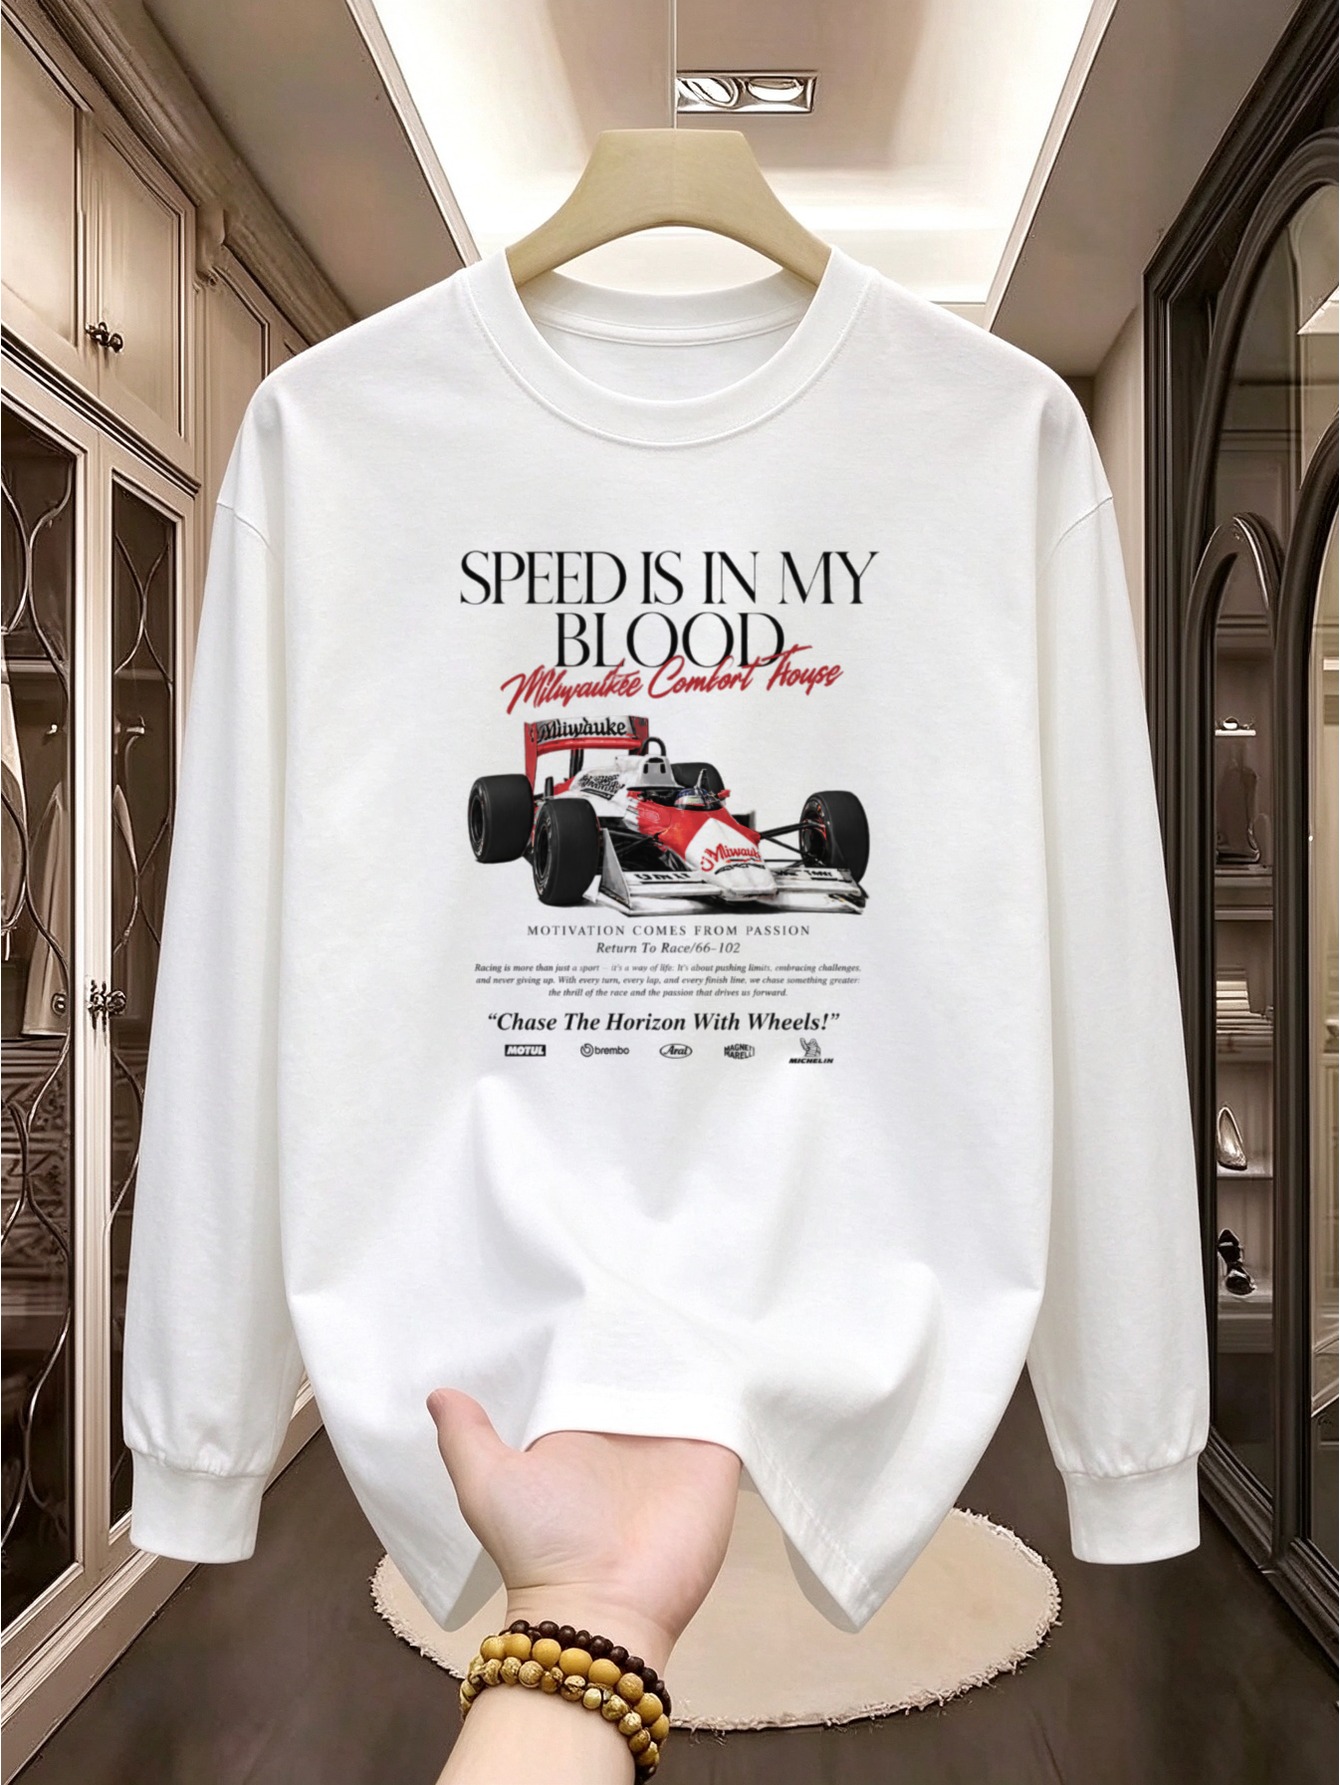 SPEED IS IN MY
BLOOD
Milwaukee Comfort House
Milwauke
Milwauk
MOTIVATION COMES FROM PASSION
Return To Race/66-102
Racing is more than just a sport — it's a way of life. It's about pushing limits, embracing challenges,
and never giving up. With every turn, every lap, and every finish line, we chase something greater:
the thrill of the race and the passion that drives us forward.
“Chase The Horizon With Wheels!”
MOTUL brembo Arai MAGNETI MARELLI MICHELIN